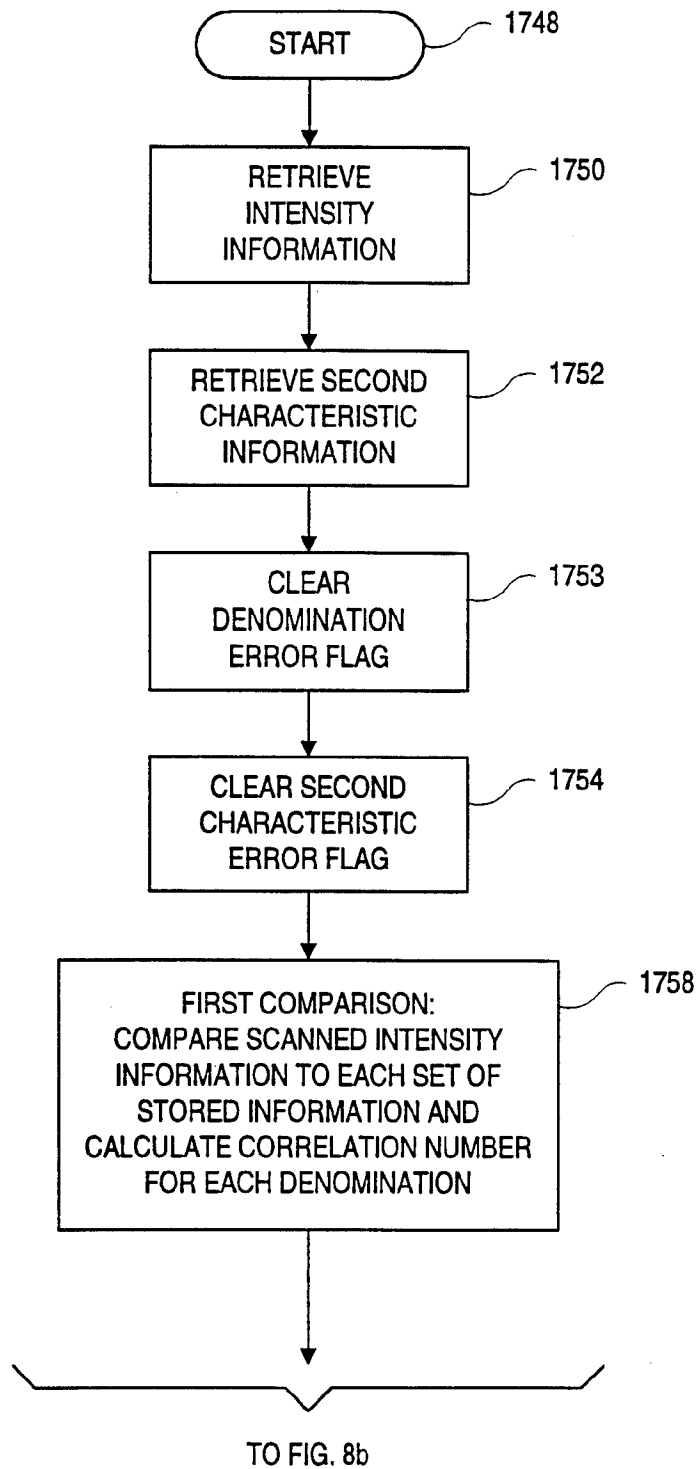 START
1748
RETRIEVE
INTENSITY
INFORMATION
1750
RETRIEVE SECOND
CHARACTERISTIC
INFORMATION
1752
CLEAR
DENOMINATION
ERROR FLAG
1753
CLEAR SECOND
CHARACTERISTIC
ERROR FLAG
1754
FIRST COMPARISON:
COMPARE SCANNED INTENSITY
INFORMATION TO EACH SET OF
STORED INFORMATION AND
CALCULATE CORRELATION NUMBER
FOR EACH DENOMINATION
1758
TO FIG. 8b